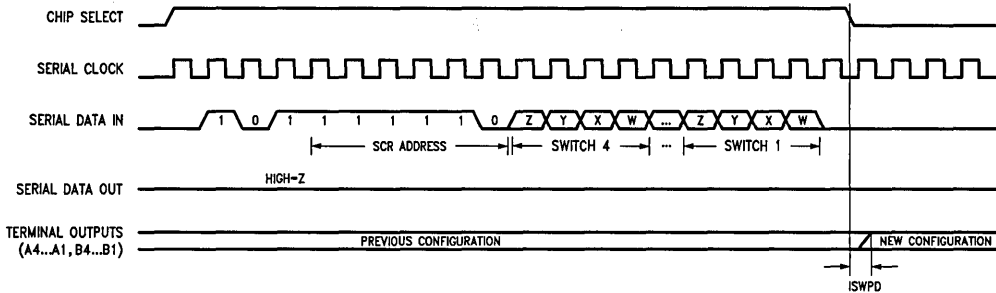 CHIP SELECT
SERIAL CLOCK
SERIAL DATA IN
1 0 1 1 1 1 1 1 0 Z Y X W ... Z Y X W
SCR ADDRESS SWITCH 4 ... SWITCH 1
HIGH-Z
SERIAL DATA OUT
TERMINAL OUTPUTS
(A4...A1,B4...B1)
PREVIOUS CONFIGURATION NEW CONFIGURATION
ISWPD